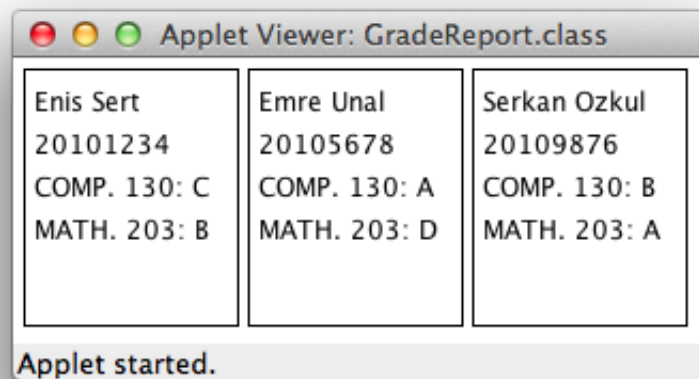 Applet Viewer: GradeReport.class
Enis Sert
20101234
COMP. 130: C
MATH. 203: B
Emre Unal
20105678
COMP. 130: A
MATH. 203: D
Serkan Ozkul
20109876
COMP. 130: B
MATH. 203: A
Applet started.